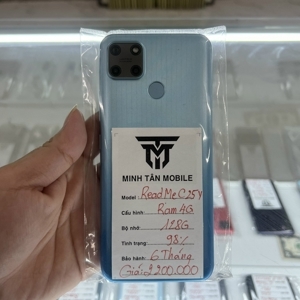 MINH TÂN MOBILE
Model: ReadMe C25Y
Cấu hình: Ram 4G
Bộ nhớ: 128G
Tình trạng: 98%
Bảo hành: 6 Tháng
Giá: 2.200.000